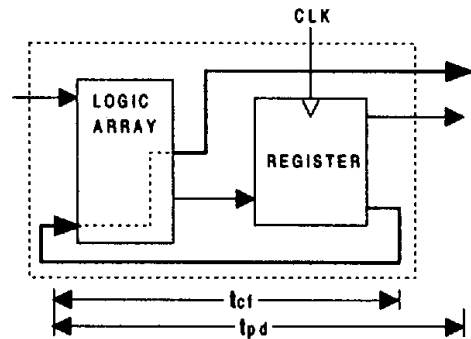 CLK
LOGIC
ARRAY
REGISTER
tcf
tpd